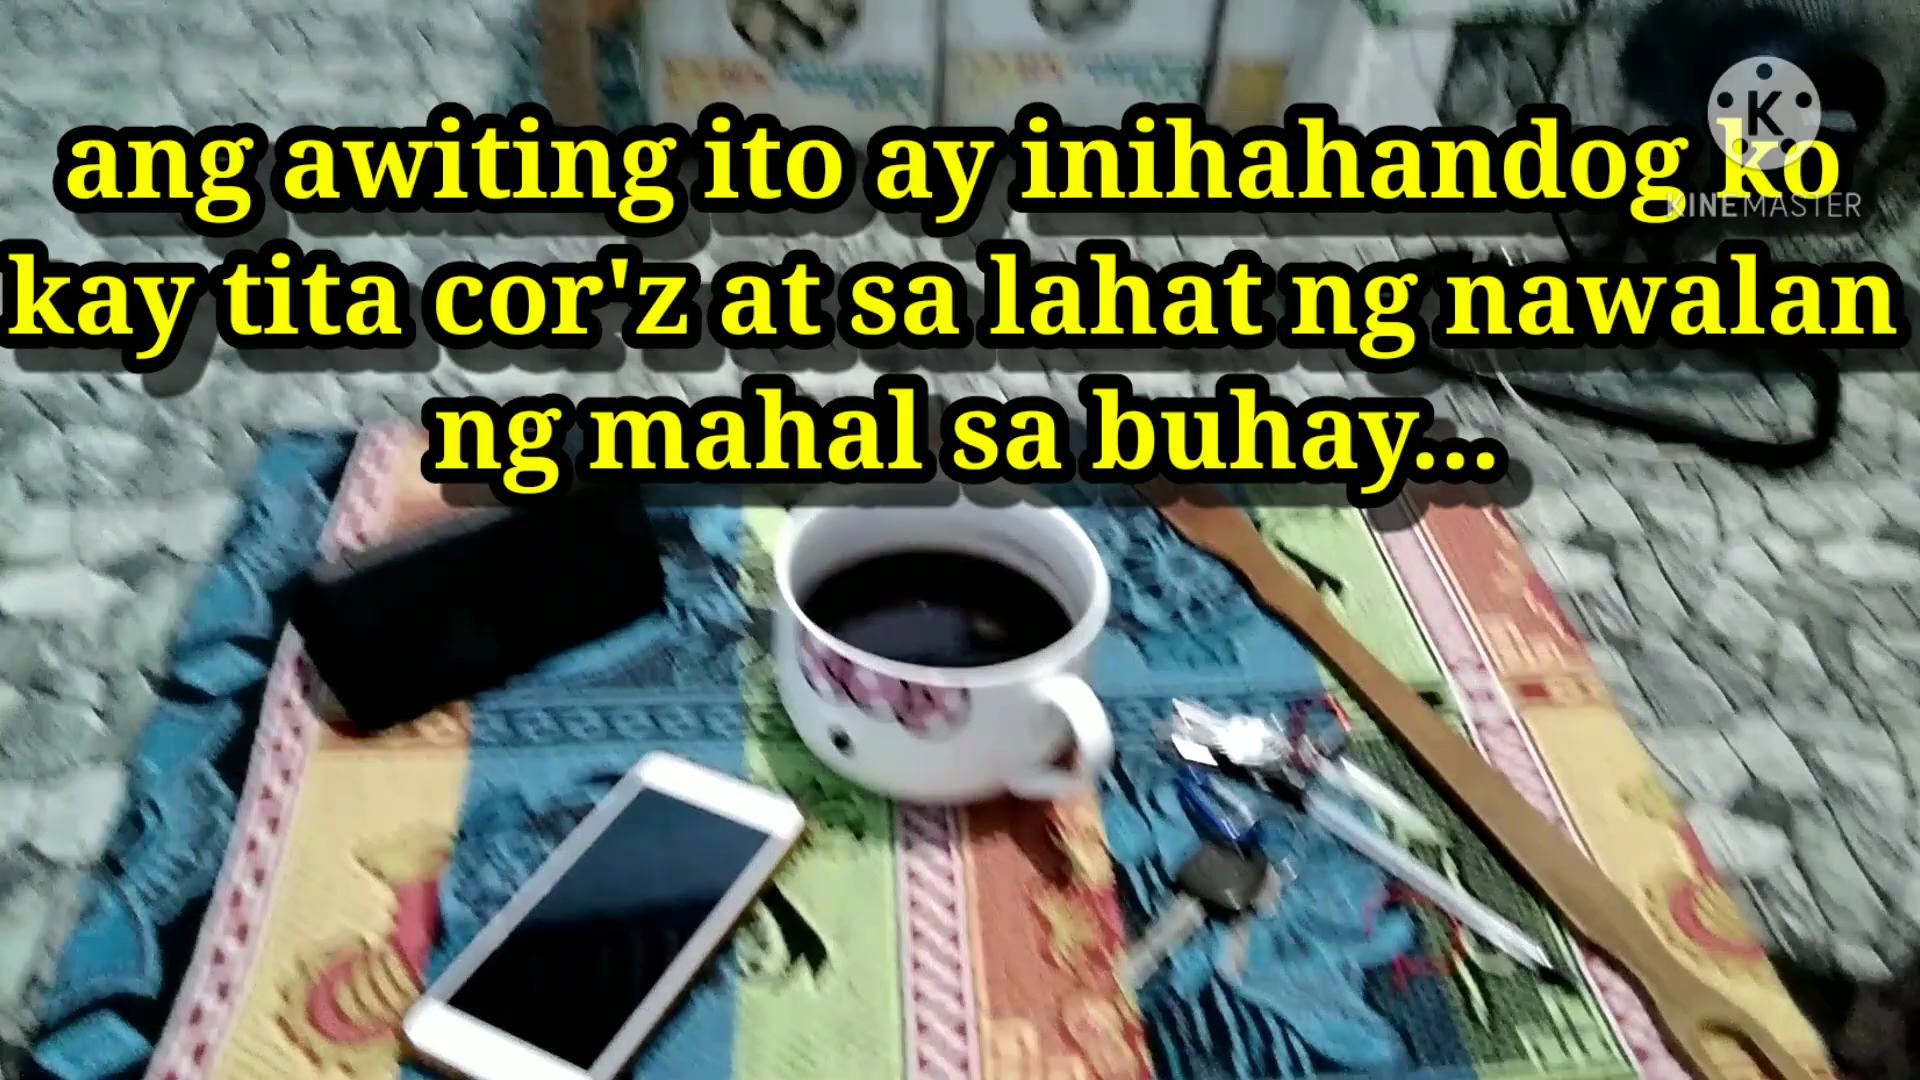 ang awiting ito ay inihahandog ko
kay tita cor'z at sa lahat ng nawalan
ng mahal sa buhay...
K
KINEMASTER